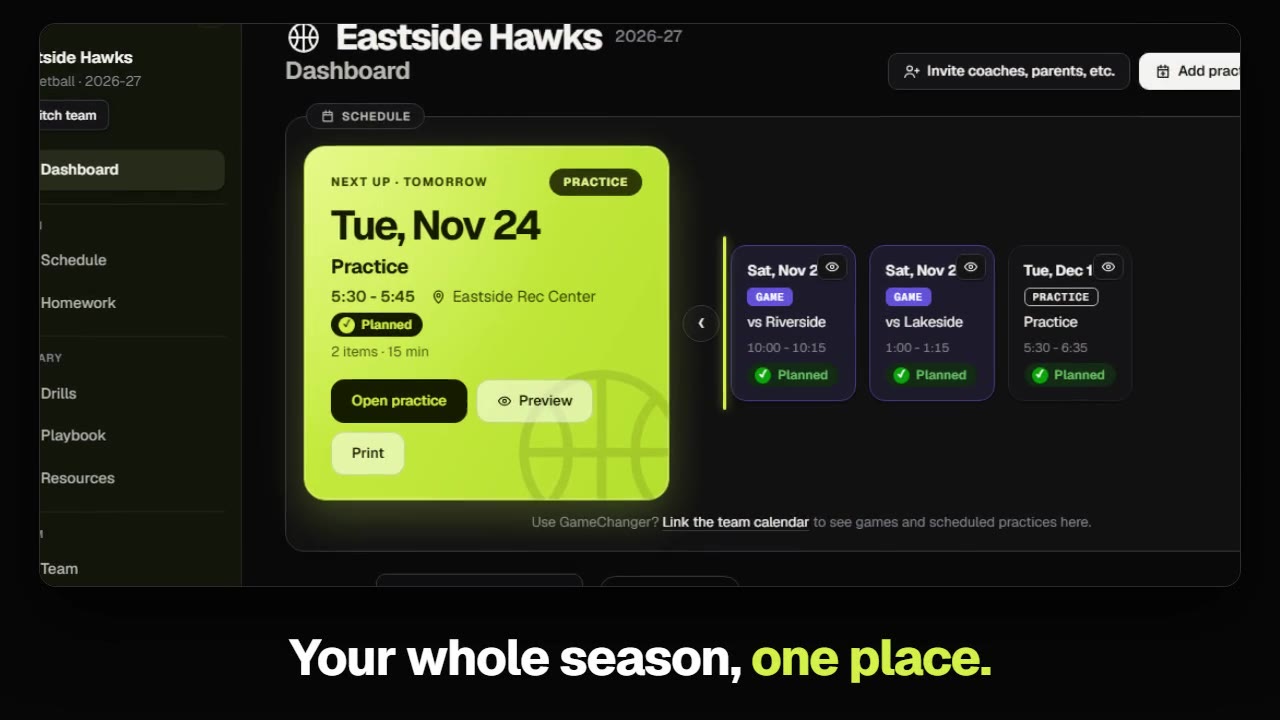 Eastside Hawks 2026-27
Dashboard
Invite coaches, parents, etc.
Add pract
tside Hawks
etball · 2026-27
itch team
Dashboard
Schedule
Homework
ARY
Drills
Playbook
Resources
Team
SCHEDULE
NEXT UP · TOMORROW
PRACTICE
Tue, Nov 24
Practice
5:30 - 5:45 Eastside Rec Center
Planned
2 items · 15 min
Open practice
Preview
Print
Sat, Nov 2
GAME
vs Riverside
10:00 - 10:15
Planned
Sat, Nov 2
GAME
vs Lakeside
1:00 - 1:15
Planned
Tue, Dec 1
PRACTICE
Practice
5:30 - 6:35
Planned
Use GameChanger? Link the team calendar to see games and scheduled practices here.
Your whole season, one place.